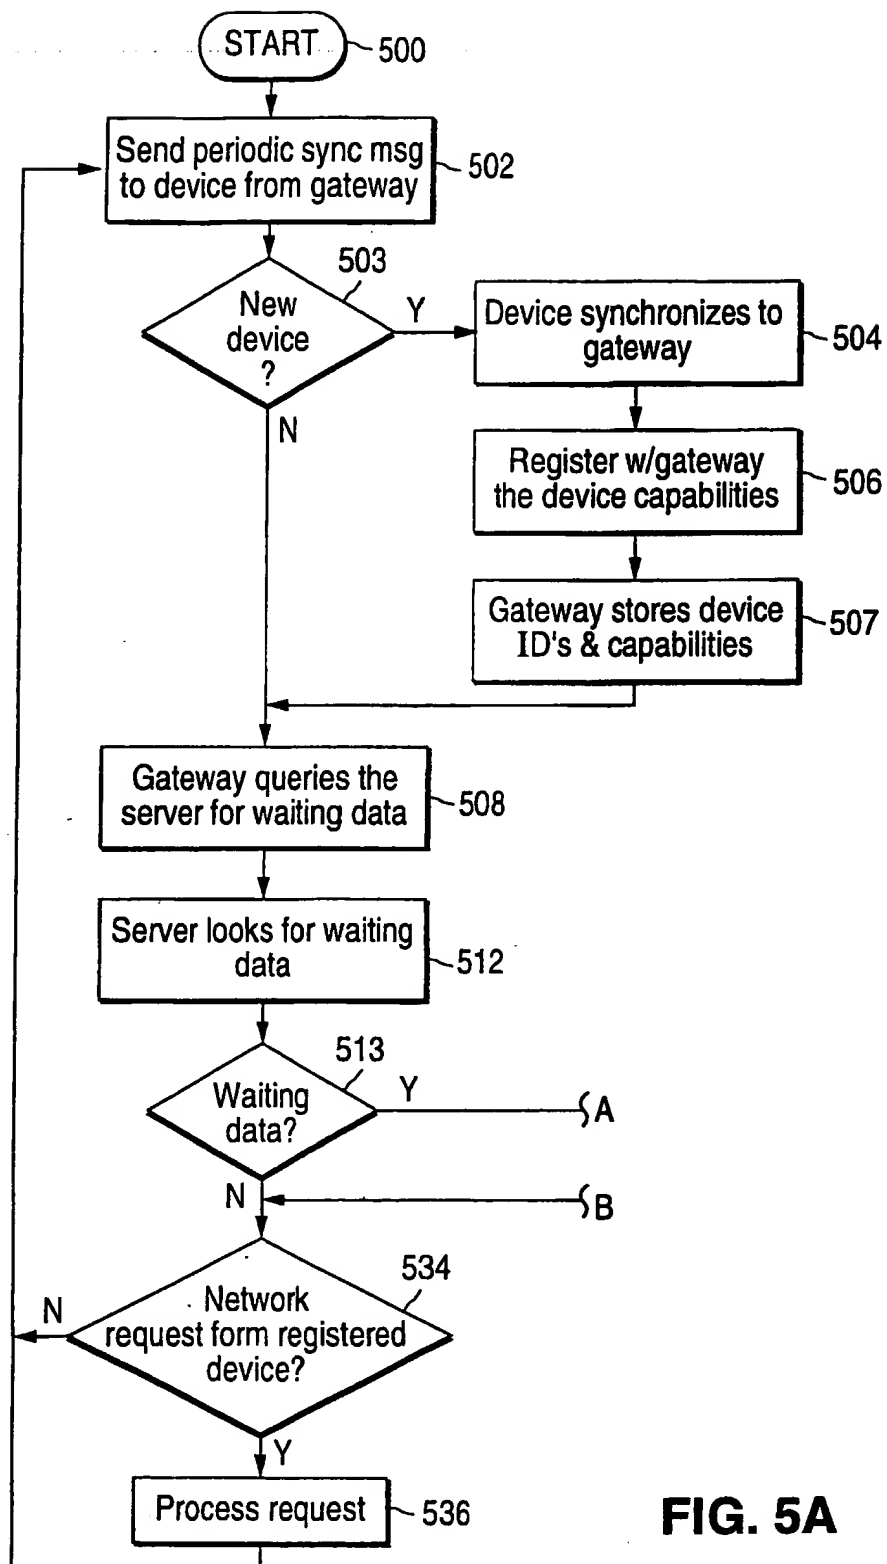 START
500
Send periodic sync msg
to device from gateway
502
503
New
device
?
Y
N
Device synchronizes to
gateway
504
Register w/gateway
the device capabilities
506
Gateway stores device
ID's & capabilities
507
Gateway queries the
server for waiting data
508
Server looks for waiting
data
512
513
Waiting
data?
Y
A
N
B
534
Network
request form registered
device?
N
Y
Process request
536
FIG. 5A